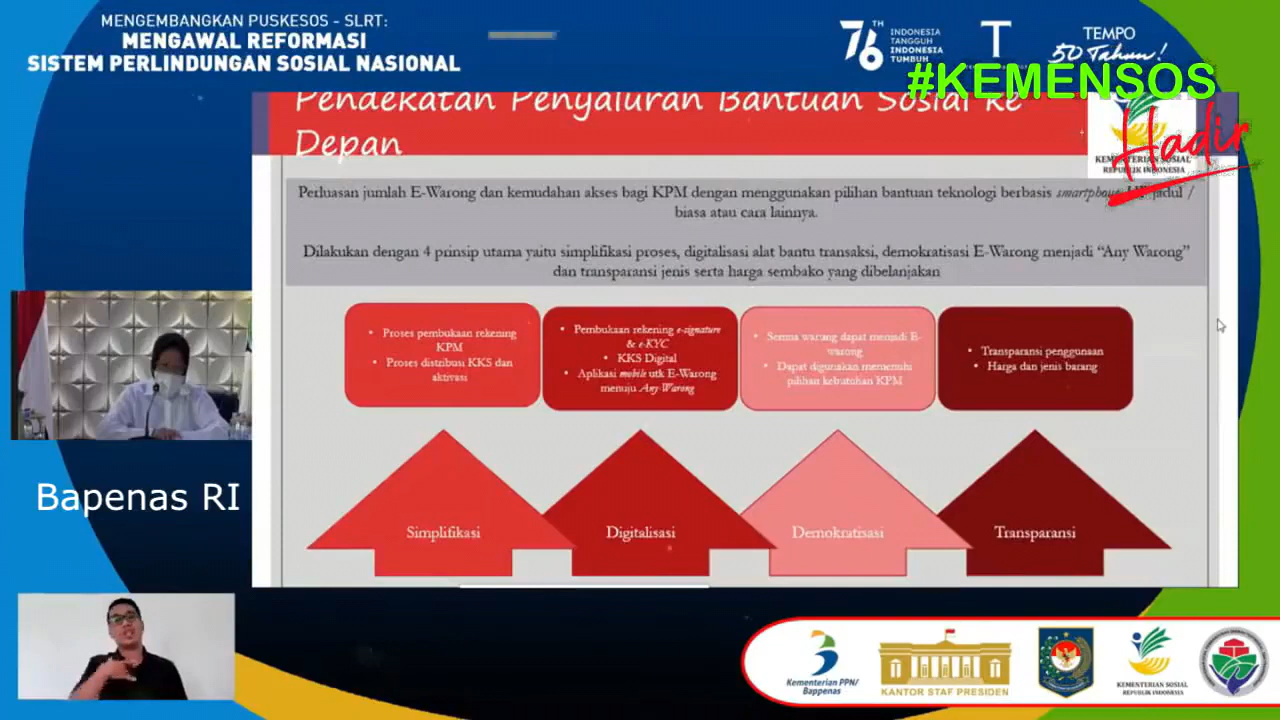 MENGEMBANGKAN PUSKESOS - SLRT:
MENGAWAL REFORMASI
SISTEM PERLINDUNGAN SOSIAL NASIONAL
76 TH
INDONESIA
TANGGUH
INDONESIA
TUMBUH
T
TEMPO
50 Tahun!
#KEMENSOS
Hadir
KEMENTERIAN SOSIAL
REPUBLIK INDONESIA
Pendekatan Penyaluran Bantuan Sosial ke
Depan
Perluasan jumlah E-Warong dan kemudahan akses bagi KPM dengan menggunakan pilihan bantuan teknologi berbasis smartphone jadul /
biasa atau cara lainnya.
Dilakukan dengan 4 prinsip utama yaitu simplifikasi proses, digitalisasi alat bantu transaksi, demokratisasi E-Warong menjadi “Any Warong”
dan transparansi jenis serta harga sembako yang dibelanjakan
• Proses pembukaan rekening
KPM
• Proses distribusi KKS dan
aktivasi
• Pembukaan rekening e-signature
& e-KYC
• KKS Digital
• Aplikasi mobile utk E-Warong
menuju Any-Warong
• Semua warung dapat menjadi E-
warong
• Dapat digunakan memenuhi
pilihan kebutuhan KPM
• Transparansi penggunaan
• Harga dan jenis barang
Simplifikasi
Digitalisasi
Demokratisasi
Transparansi
Bapenas RI
Kementerian PPN/
Bappenas
KANTOR STAF PRESIDEN
KEMENTERIAN SOSIAL
REPUBLIK INDONESIA